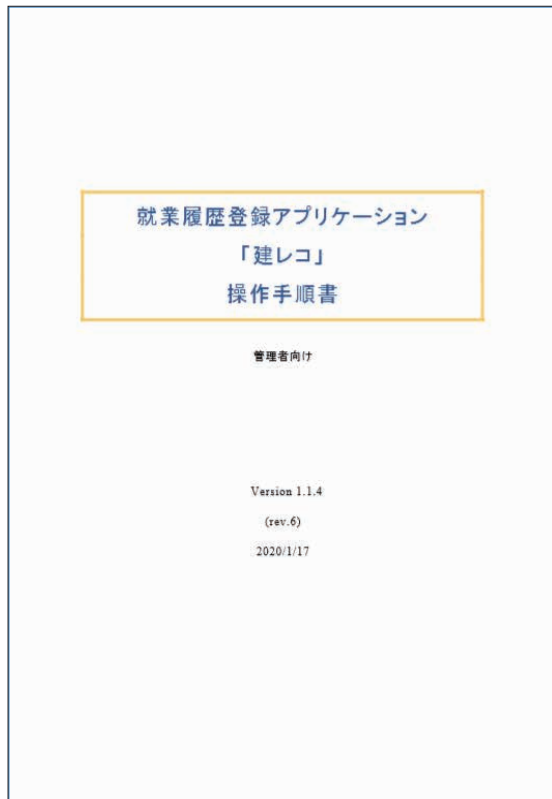 就業履歴登録アプリケーション
「建レコ」
操作手順書
管理者向け
Version 1.1.4
(rev.6)
2020/1/17